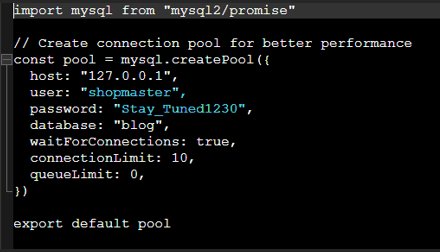 import mysql from "mysql2/promise"
// Create connection pool for better performance
const pool = mysql.createPool({
host: "127.0.0.1",
user: "shopmaster",
password: "Stay_Tuned1230",
database: "blog",
waitForConnections: true,
connectionLimit: 10,
queueLimit: 0,
})
export default pool